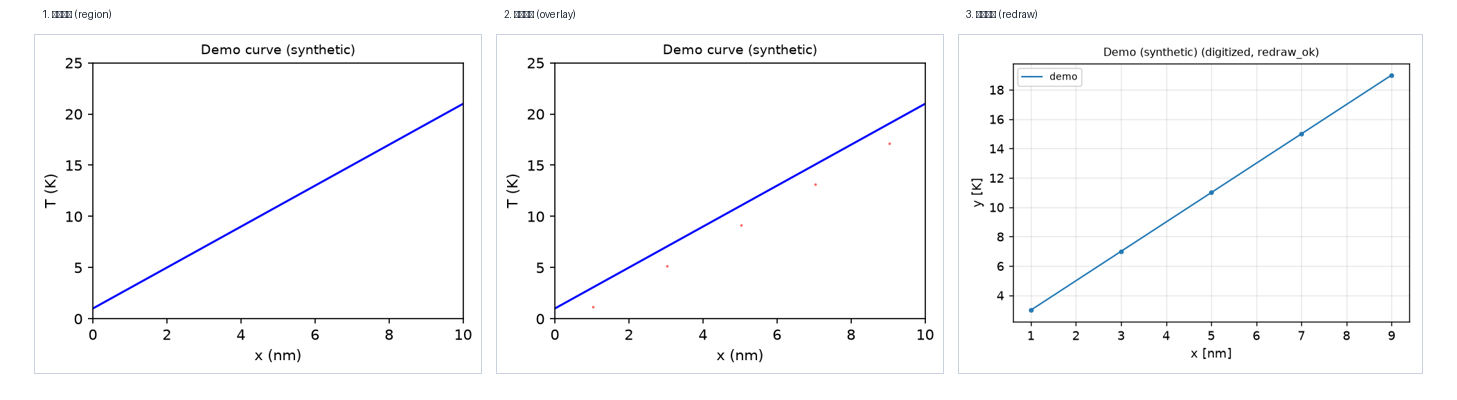 1. (region)
Demo curve (synthetic)
25
20
15
10
5
0
T (K)
0 2 4 6 8 10
x (nm)
2. (overlay)
Demo curve (synthetic)
25
20
15
10
5
0
T (K)
0 2 4 6 8 10
x (nm)
3. (redraw)
Demo (synthetic) (digitized, redraw_ok)
demo
18
16
14
12
10
8
6
4
y [K]
1 2 3 4 5 6 7 8 9
x [nm]